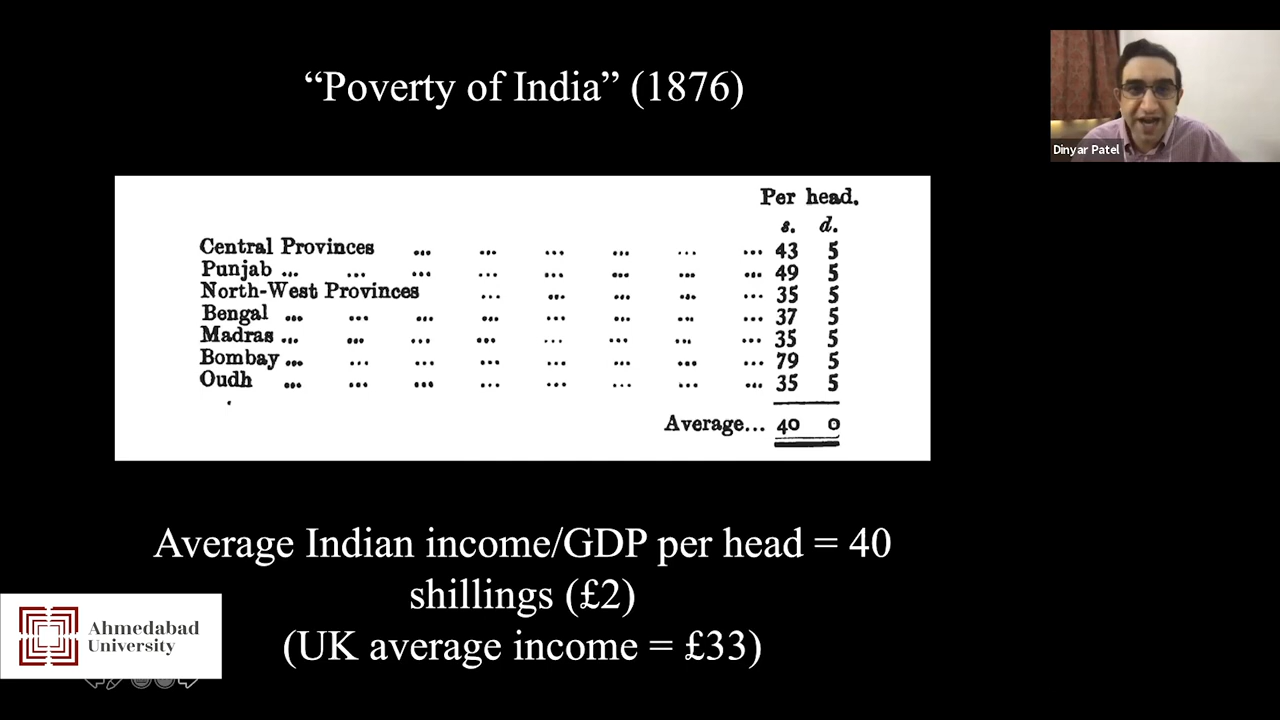 “Poverty of India” (1876)
Dinyar Patel
Per head.
s. d.
Central Provinces ... ... ... ... ... ... 43 5
Punjab ... ... ... ... ... ... ... ... 49 5
North-West Provinces ... ... ... ... ... 35 5
Bengal ... ... ... ... ... ... ... ... 37 5
Madras ... ... ... ... ... ... ... ... 35 5
Bombay ... ... ... ... ... ... ... ... 79 5
Oudh ... ... ... ... ... ... ... ... 35 5
Average... 40 0
Average Indian income/GDP per head = 40
shillings (£2)
(UK average income = £33)
Ahmedabad
University